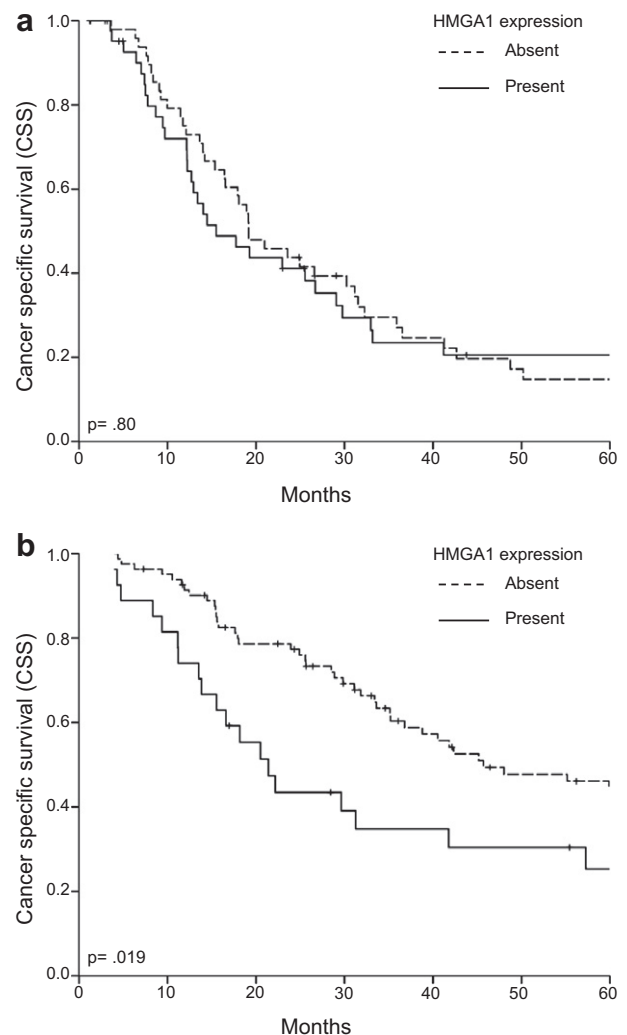 a
HMGA1 expression
Absent
Present
Cancer specific survival (CSS)
1.0
0.8
0.6
0.4
0.2
0.0
p= .80
0 10 20 30 40 50 60
Months
b
HMGA1 expression
Absent
Present
Cancer specific survival (CSS)
1.0
0.8
0.6
0.4
0.2
0.0
p= .019
0 10 20 30 40 50 60
Months